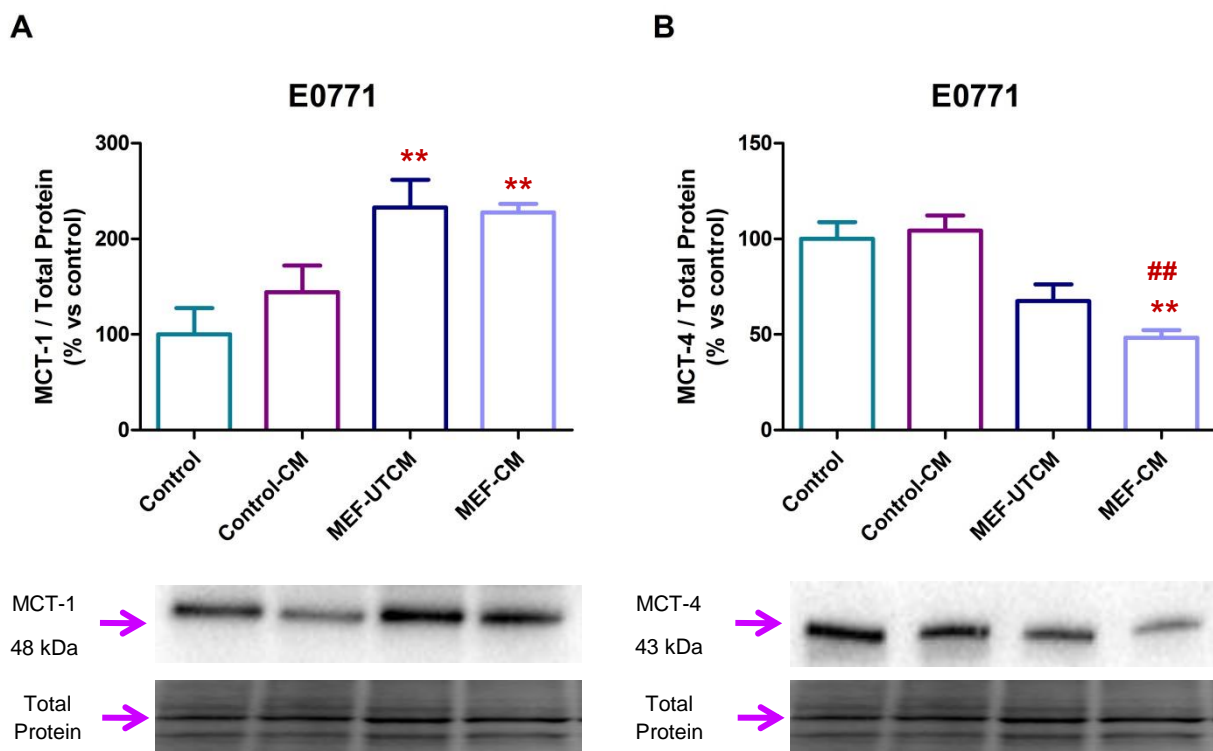 A
E0771
MCT-1 / Total Protein
(% vs control)
300
200
100
0
**
**
Control
Control-CM
MEF-UTCM
MEF-CM
MCT-1
48 kDa
Total
Protein
B
E0771
MCT-4 / Total Protein
(% vs control)
150
100
50
0
##
**
Control
Control-CM
MEF-UTCM
MEF-CM
MCT-4
43 kDa
Total
Protein